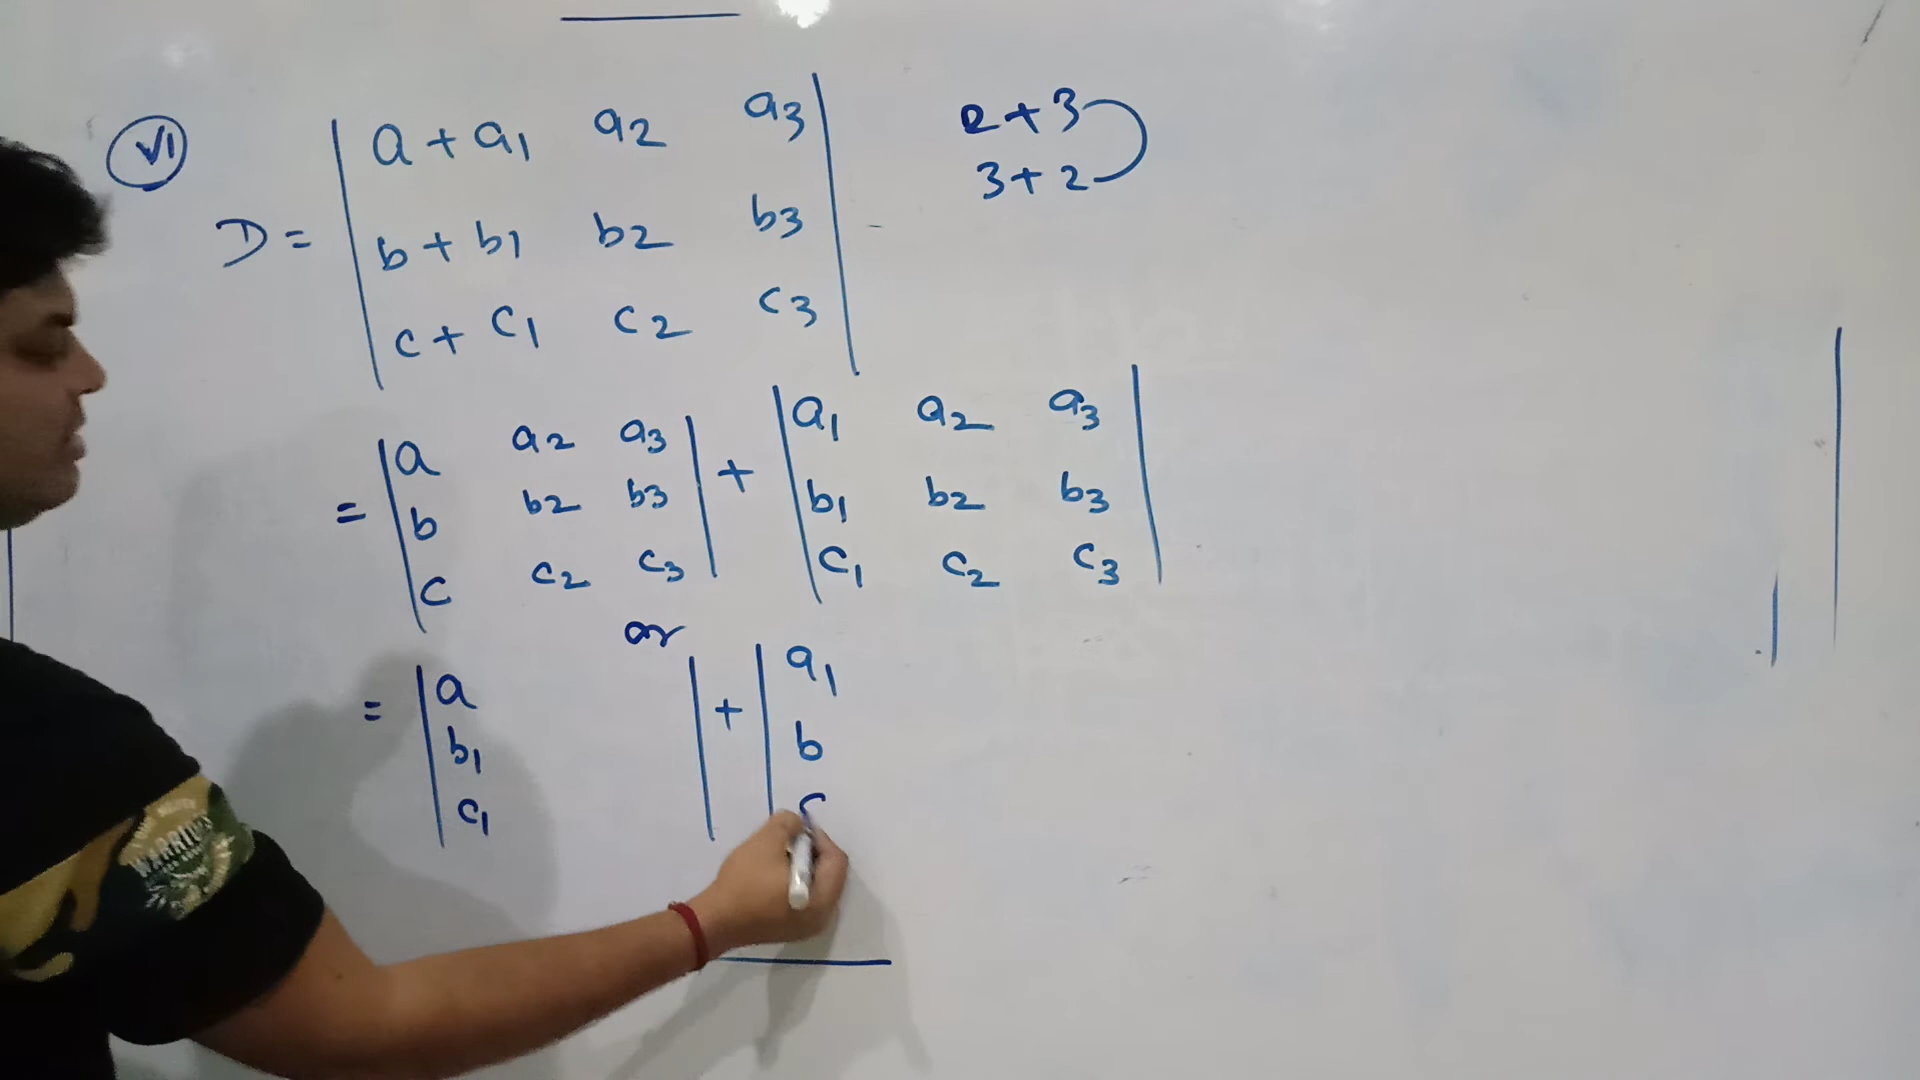 VI
D = | a + a1 a2 a3 |
| b + b1 b2 b3 |
| c + c1 c2 c3 |
2 + 3
3 + 2
= | a a2 a3 | + | a1 a2 a3 |
| b b2 b3 | | b1 b2 b3 |
| c c2 c3 | | c1 c2 c3 |
or
= | a | + | a1
| b1 | | b
| c1 | | c
WARRIORS